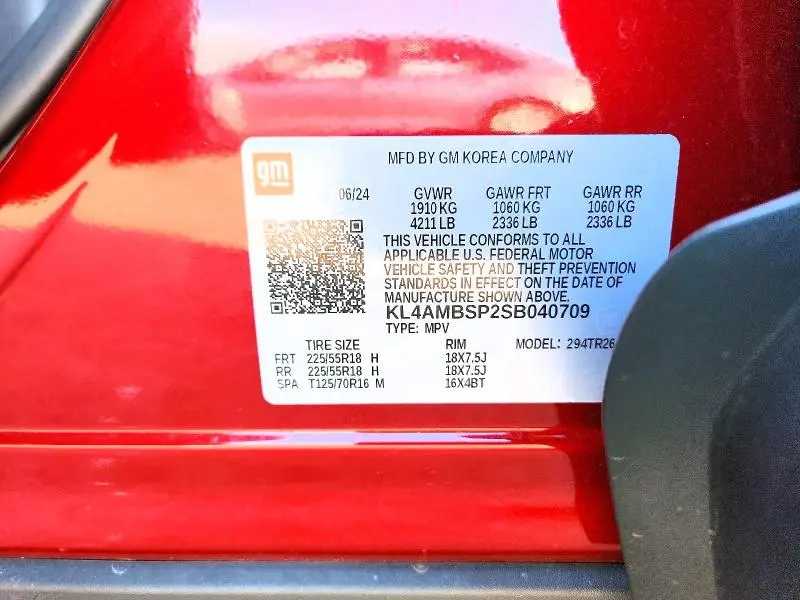 gm
MFD BY GM KOREA COMPANY
06/24 GVWR GAWR FRT GAWR RR
1910 KG 1060 KG 1060 KG
4211 LB 2336 LB 2336 LB
THIS VEHICLE CONFORMS TO ALL
APPLICABLE U.S. FEDERAL MOTOR
VEHICLE SAFETY AND THEFT PREVENTION
STANDARDS IN EFFECT ON THE DATE OF
MANUFACTURE SHOWN ABOVE.
KL4AMBSP2SB040709
TYPE: MPV
TIRE SIZE RIM MODEL: 294TR26
FRT 225/55R18 H 18X7.5J
RR 225/55R18 H 18X7.5J
SPA T125/70R16 M 16X4BT